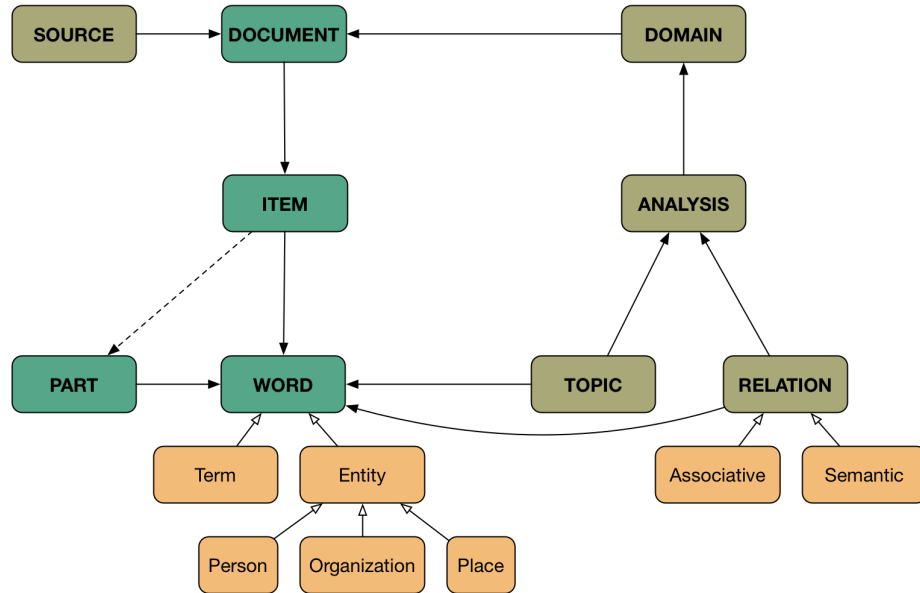 SOURCE
DOCUMENT
DOMAIN
ITEM
ANALYSIS
PART
WORD
TOPIC
RELATION
Term
Entity
Associative
Semantic
Person
Organization
Place